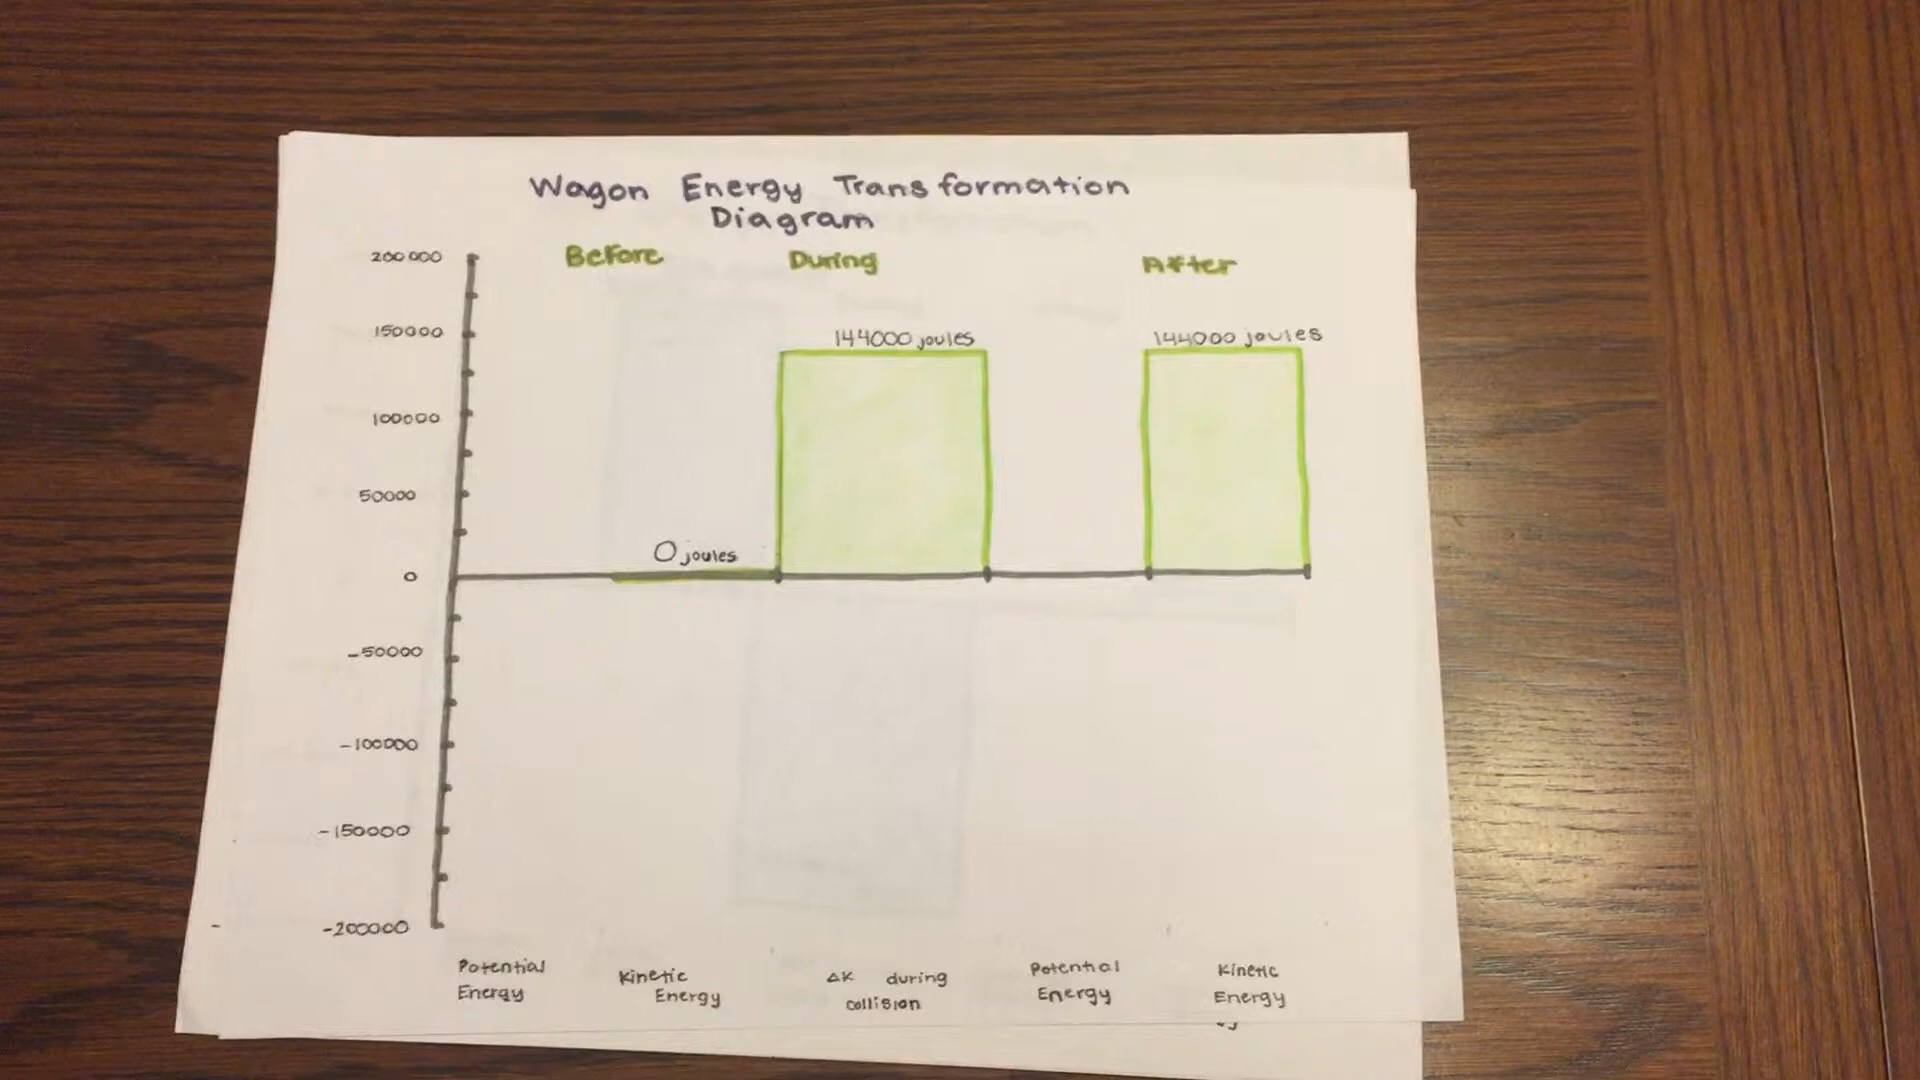 Wagon Energy Transformation
Diagram
Before During After
200000
150000
100000
50000
0
-50000
-100000
-150000
-200000
0 joules
144000 joules
144000 joules
Potential
Energy
Kinetic
Energy
ΔK during
collision
Potential
Energy
Kinetic
Energy